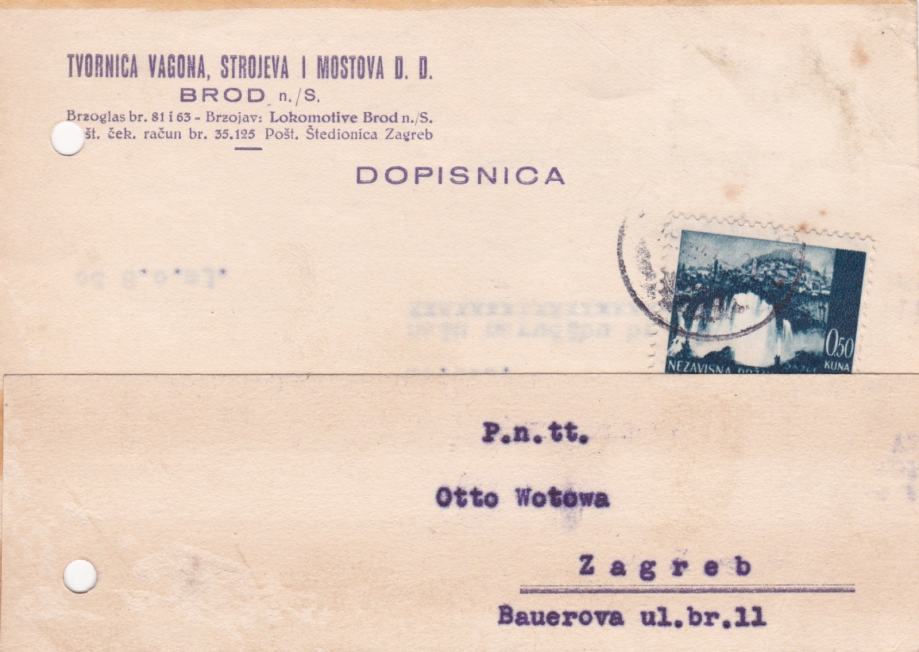 TVORNICA VAGONA, STROJEVA I MOSTOVA D. D.
BROD n./S.
Brzoglas br. 81 i 63 - Brzojav: Lokomotive Brod n./S.
št. ček. račun br. 35.125 Pošt. Štedionica Zagreb
DOPISNICA
0.50
KUNA
NEZAVISNA
P.n.tt.
Otto Wotowa
Zagreb
Bauerova ul.br.11